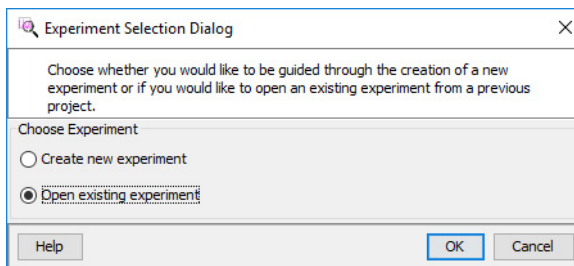 Experiment Selection Dialog
Choose whether you would like to be guided through the creation of a new
experiment or if you would like to open an existing experiment from a previous
project.
Choose Experiment
Create new experiment
Open existing experiment
Help OK Cancel